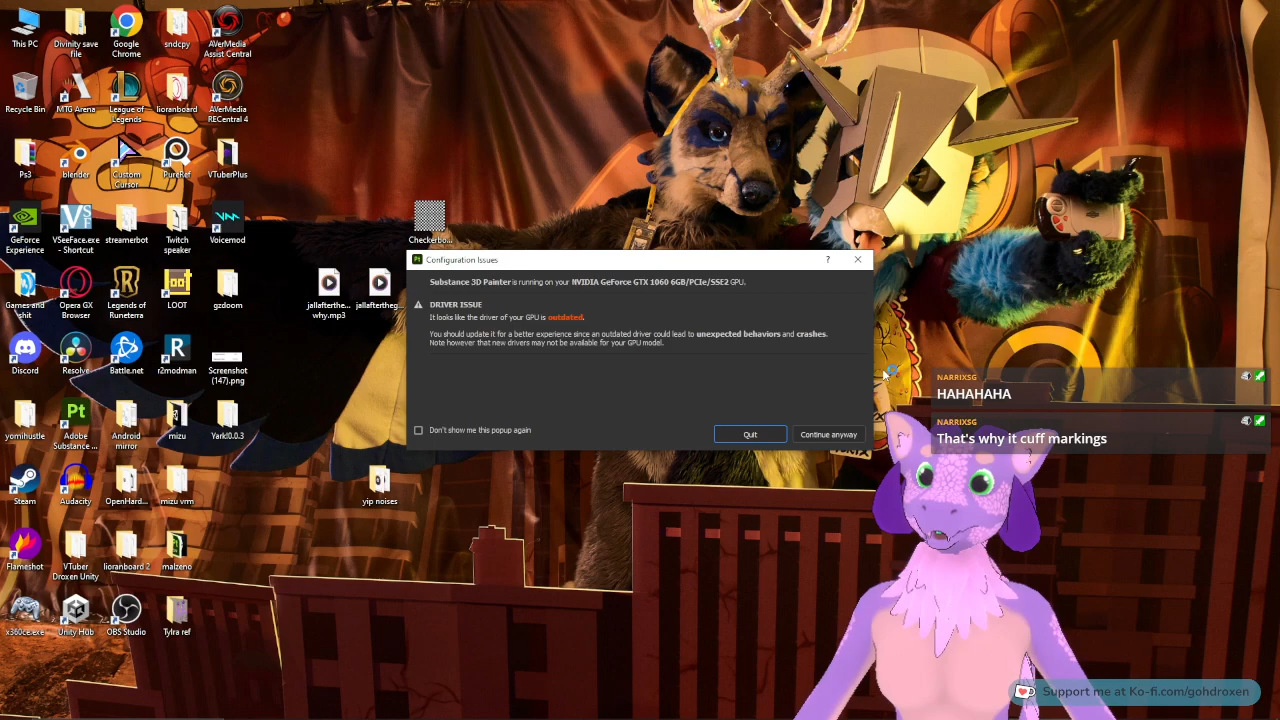 This PC
Divinity save
file
Google
Chrome
sndcpy
AVerMedia
Assist Central
Recycle Bin
MTG Arena
League of
Legends
lioranboard
AVerMedia
RECentral 4
Ps3
blender
Custom
Cursor
PureRef
VTuberPlus
GeForce
Experience
VSeeFace.exe
- Shortcut
streamerbot
Twitch
speaker
Voicemod
Checkerbo...
Games and
shit
Opera GX
Browser
Legends of
Runeterra
LOOT
gzdoom
jallafterthe...
why.mp3
jallaftertheg...
Discord
Resolve
Battle.net
r2modman
Screenshot
(147).png
yomihustle
Adobe
Substance ...
Android
mirror
mizu
Yark!0.0.3
Steam
Audacity
OpenHard...
mizu vrm
yip noises
Flameshot
VTuber
Droxen Unity
lioranboard 2
malzeno
x360ce.exe
Unity Hub
OBS Studio
Tylra ref
Pt Configuration Issues
Substance 3D Painter is running on your NVIDIA GeForce GTX 1060 6GB/PCIe/SSE2 GPU.
DRIVER ISSUE
It looks like the driver of your GPU is outdated.
You should update it for a better experience since an outdated driver could lead to unexpected behaviors and crashes.
Note however that new drivers may not be available for your GPU model.
Don't show me this popup again
Quit
Continue anyway
NARRIXSG
HAHAHAHA
NARRIXSG
That's why it cuff markings
Support me at Ko-fi.com/gohdroxen